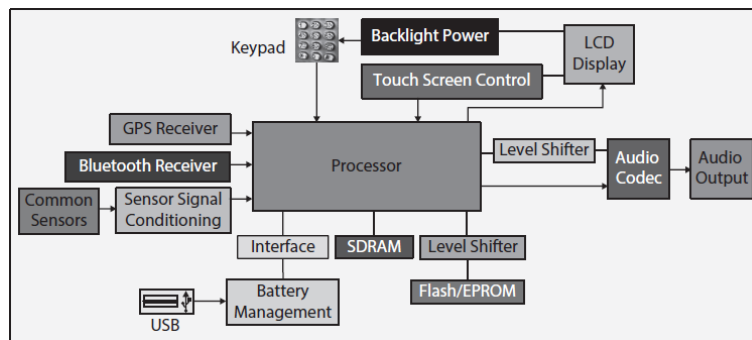 Keypad
Backlight Power
LCD
Display
Touch Screen Control
GPS Receiver
Bluetooth Receiver
Processor
Level Shifter
Audio
Codec
Audio
Output
Common
Sensors
Sensor Signal
Conditioning
Interface
SDRAM
Level Shifter
Battery
Management
Flash/EPROM
USB